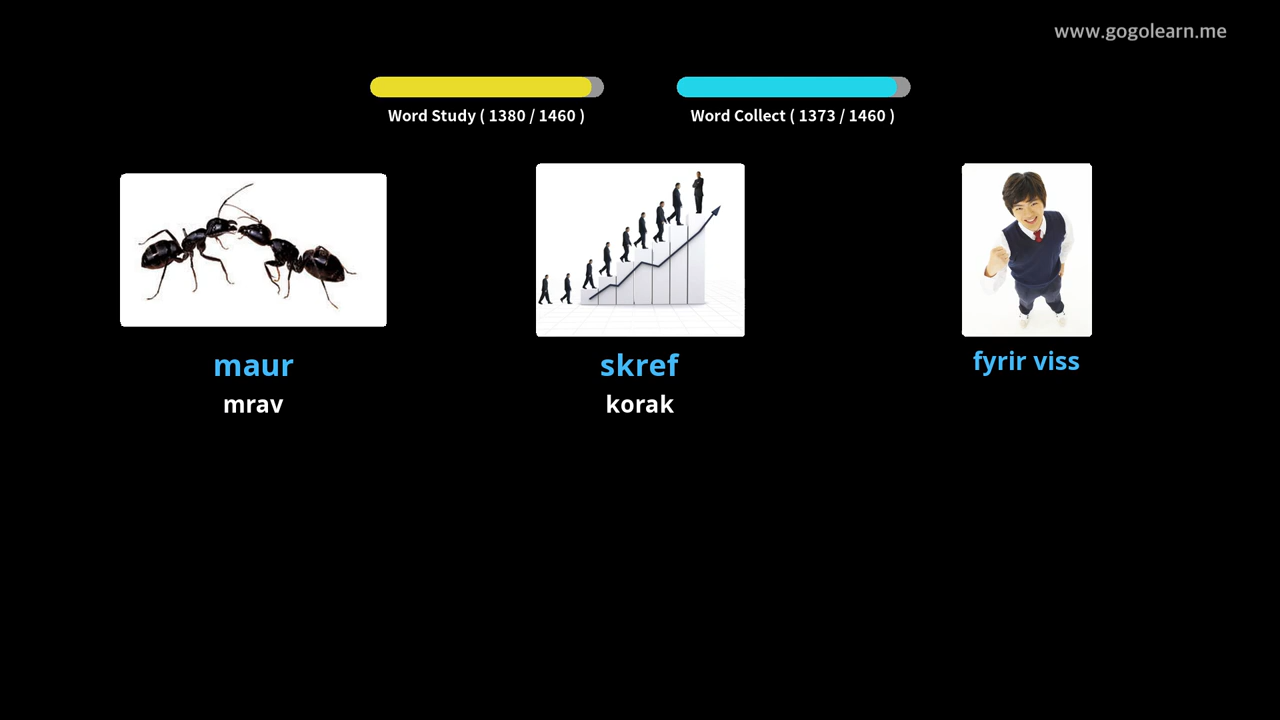 www.gogolearn.me
Word Study ( 1380 / 1460 )
Word Collect ( 1373 / 1460 )
maur
mrav
skref
korak
fyrir viss